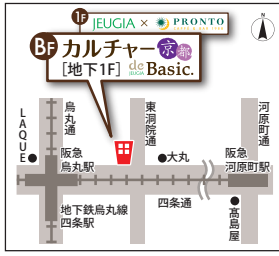 1F JEUGIA × PRONTO
BF カルチャー京都
[地下1F] de JEUGIA Basic.
N
烏丸通
東洞院通
河原町通
LAQUE
阪急
烏丸駅
大丸
阪急
河原町駅
地下鉄烏丸線
四条駅
四条通
髙島屋